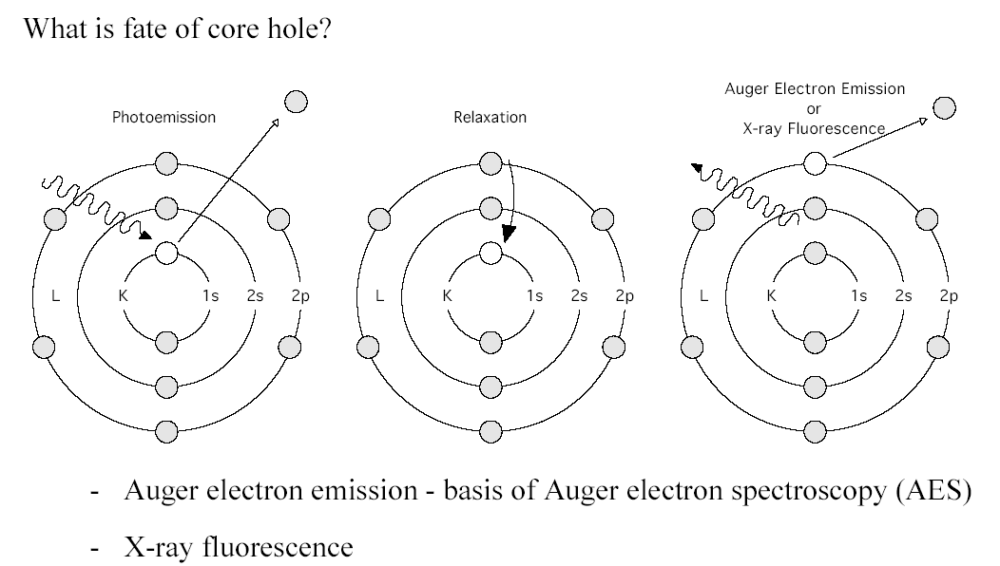 What is fate of core hole?
Photoemission
Relaxation
Auger Electron Emission
or
X-ray Fluorescence
L K 1s 2s 2p
L K 1s 2s 2p
L K 1s 2s 2p
- Auger electron emission - basis of Auger electron spectroscopy (AES)
- X-ray fluorescence